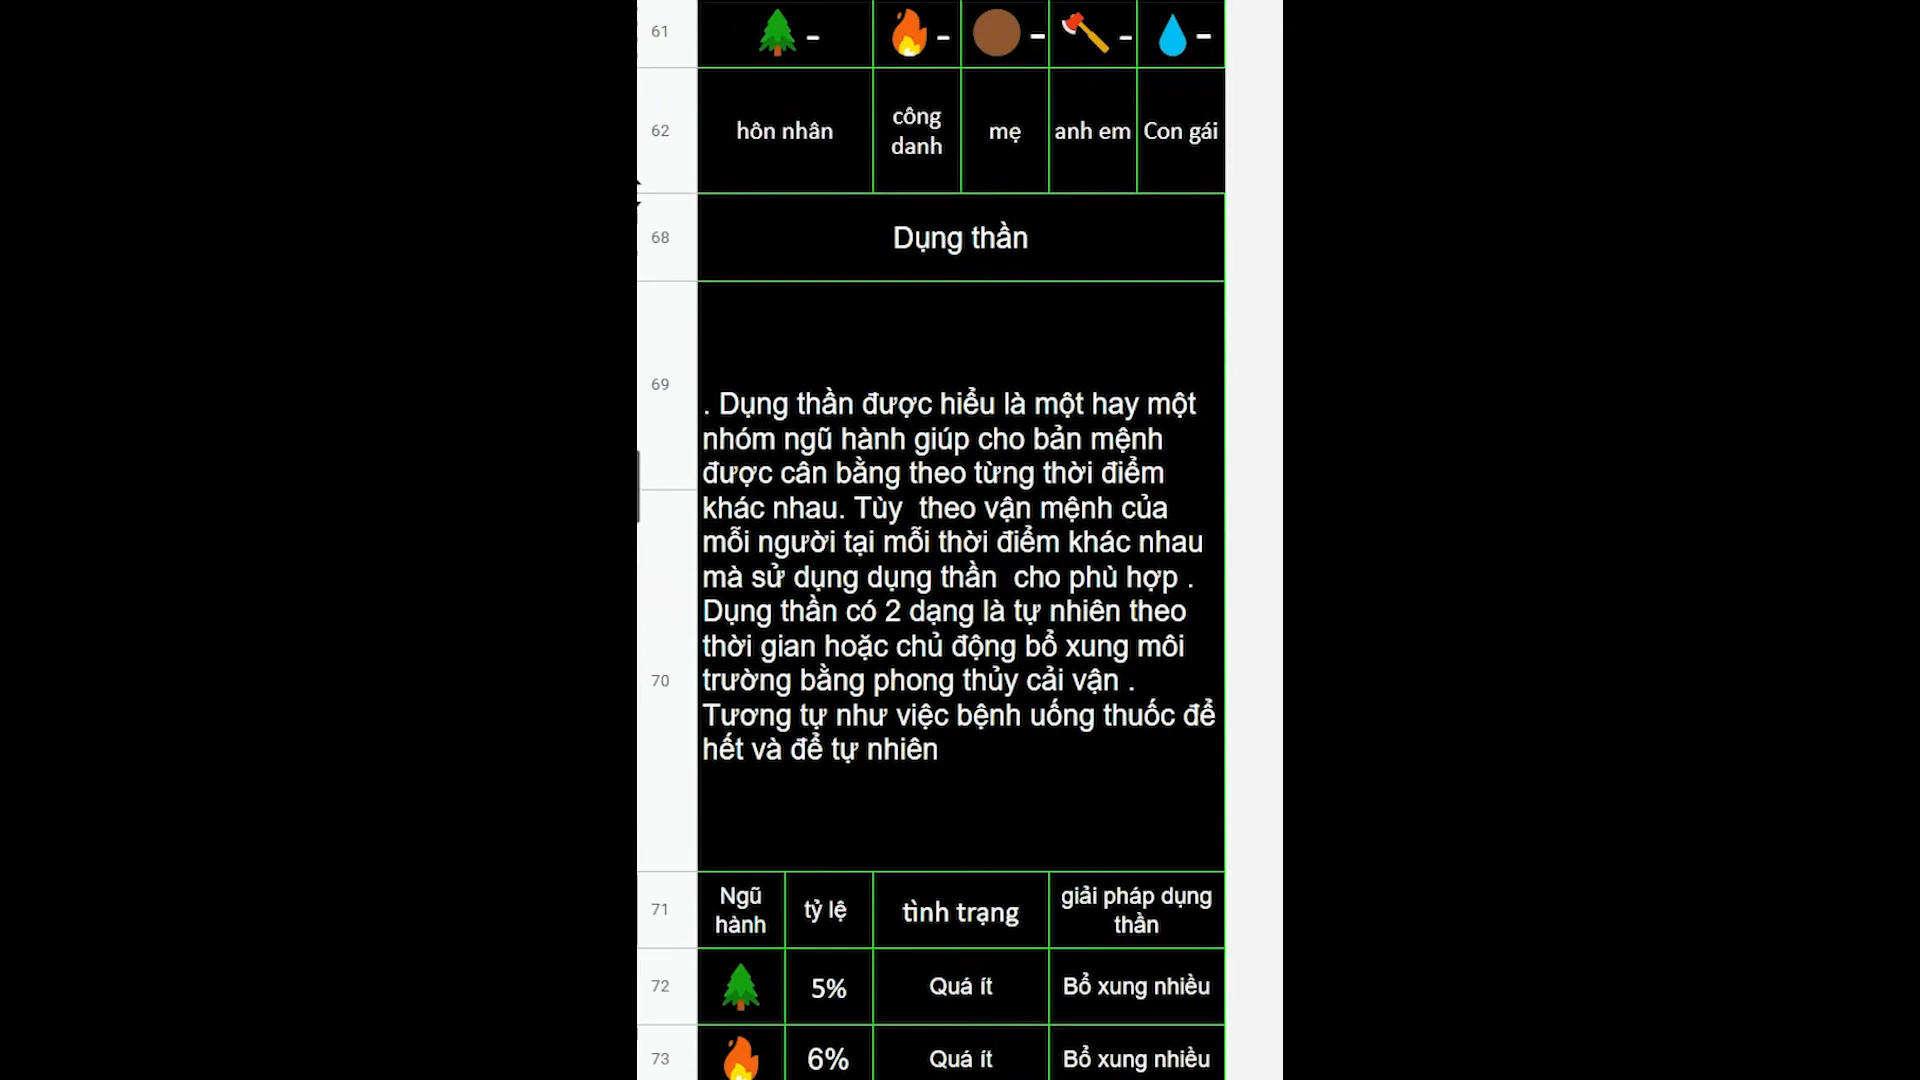 61 - - - - -
62 hôn nhân công danh mẹ anh em Con gái
68 Dụng thần
69
. Dụng thần được hiểu là một hay một
nhóm ngũ hành giúp cho bản mệnh
được cân bằng theo từng thời điểm
khác nhau. Tùy  theo vận mệnh của
mỗi người tại mỗi thời điểm khác nhau
mà sử dụng dụng thần  cho phù hợp .
Dụng thần có 2 dạng là tự nhiên theo
thời gian hoặc chủ động bổ xung môi
70
trường bằng phong thủy cải vận .
Tương tự như việc bệnh uống thuốc để
hết và để tự nhiên
71 Ngũ hành tỷ lệ tình trạng giải pháp dụng thần
72 5% Quá ít Bổ xung nhiều
73 6% Quá ít Bổ xung nhiều